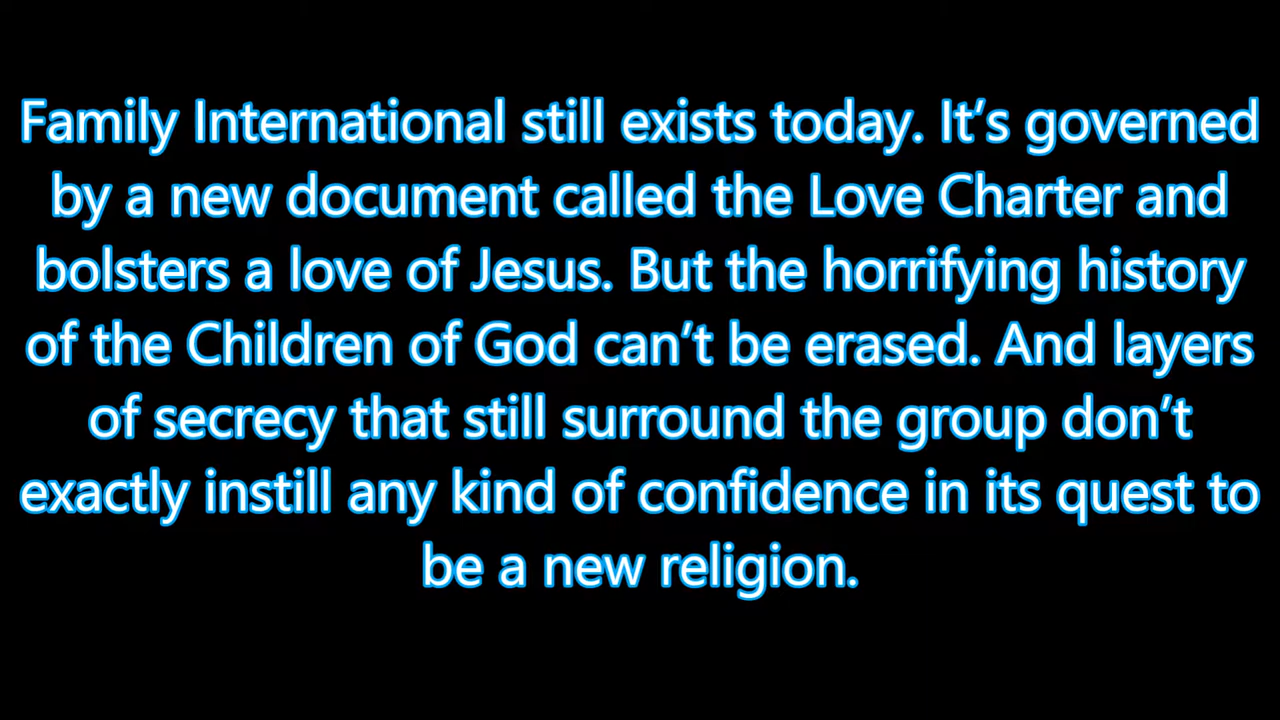 Family International still exists today. It’s governed
by a new document called the Love Charter and
bolsters a love of Jesus. But the horrifying history
of the Children of God can’t be erased. And layers
of secrecy that still surround the group don’t
exactly instill any kind of confidence in its quest to
be a new religion.